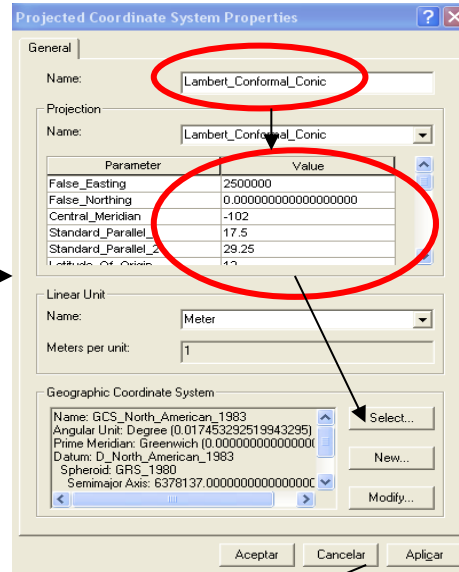 Projected Coordinate System Properties
General
Name: Lambert_Conformal_Conic
Projection
Name: Lambert_Conformal_Conic
Parameter Value
False_Easting 2500000
False_Northing 0.000000000000000000
Central_Meridian -102
Standard_Parallel_ 17.5
Standard_Parallel_2 29.25
Latitude_Of_Origin 12
Linear Unit
Name: Meter
Meters per unit: 1
Geographic Coordinate System
Name: GCS_North_American_1983
Angular Unit: Degree (0.017453292519943295)
Prime Meridian: Greenwich (0.00000000000000
Datum: D_North_American_1983
Spheroid: GRS_1980
Semimajor Axis: 6378137.0000000000000000
Select...
New...
Modify...
Aceptar Cancelar Aplicar